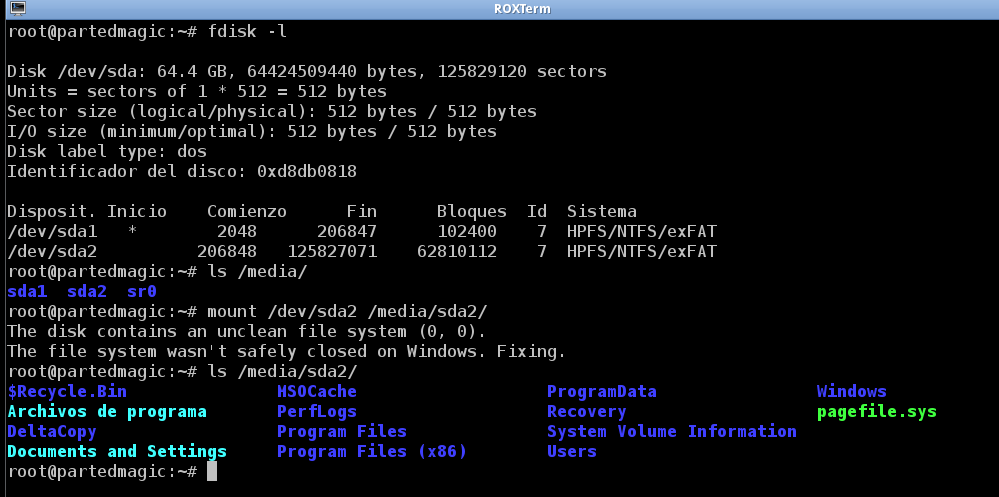 ROXTerm
root@partedmagic:~# fdisk -l
Disk /dev/sda: 64.4 GB, 64424509440 bytes, 125829120 sectors
Units = sectors of 1 * 512 = 512 bytes
Sector size (logical/physical): 512 bytes / 512 bytes
I/O size (minimum/optimal): 512 bytes / 512 bytes
Disk label type: dos
Identificador del disco: 0xd8db0818
Disposit. Inicio    Comienzo      Fin      Bloques  Id  Sistema
/dev/sda1   *        2048      206847      102400   7  HPFS/NTFS/exFAT
/dev/sda2          206848   125827071    62810112   7  HPFS/NTFS/exFAT
root@partedmagic:~# ls /media/
sda1  sda2  sr0
root@partedmagic:~# mount /dev/sda2 /media/sda2/
The disk contains an unclean file system (0, 0).
The file system wasn't safely closed on Windows. Fixing.
root@partedmagic:~# ls /media/sda2/
$Recycle.Bin               HSOCache                   ProgramData                Windows
Archivos de programa       PerfLogs                   Recovery                   pagefile.sys
DeltaCopy                  Program Files              System Volume Information
Documents and Settings     Program Files (x86)        Users
root@partedmagic:~#